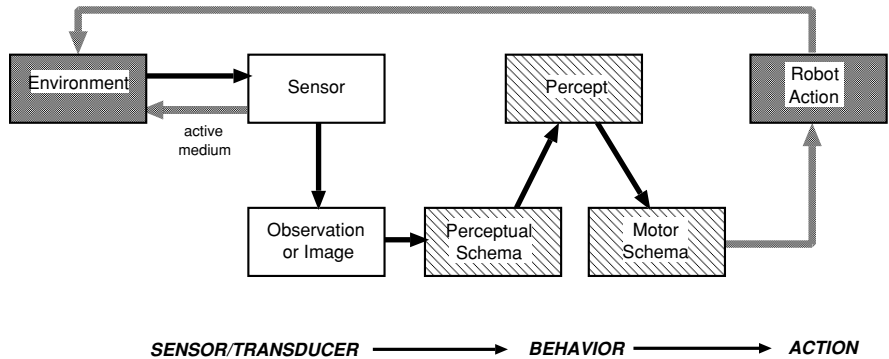 Environment
Sensor
active
medium
Observation
or Image
Perceptual
Schema
Percept
Motor
Schema
Robot
Action
SENSOR/TRANSDUCER
BEHAVIOR
ACTION